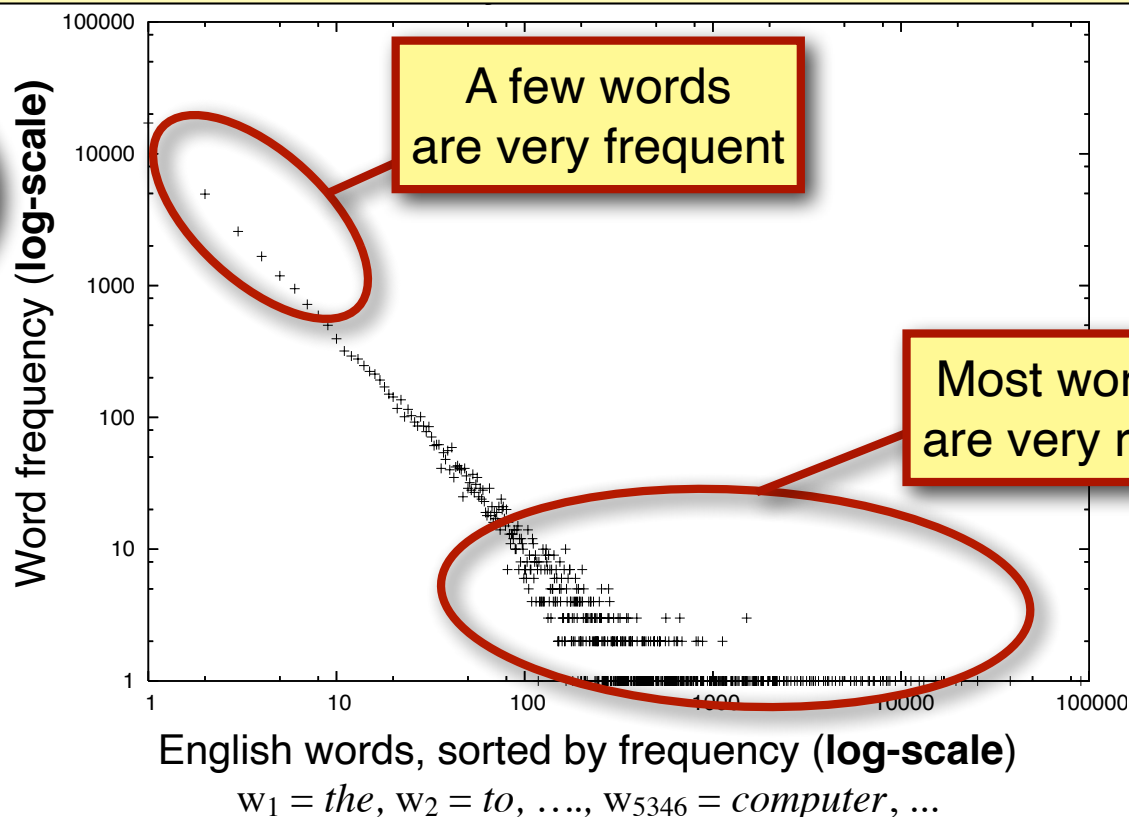 100000
A few words
are very frequent
10000
Word frequency (log-scale)
1000
Most
are very
100
10
1
1 10 100 1000 10000 100000
English words, sorted by frequency (log-scale)
w₁ = the, w₂ = to, …., w₅₃₄₆ = computer, ...